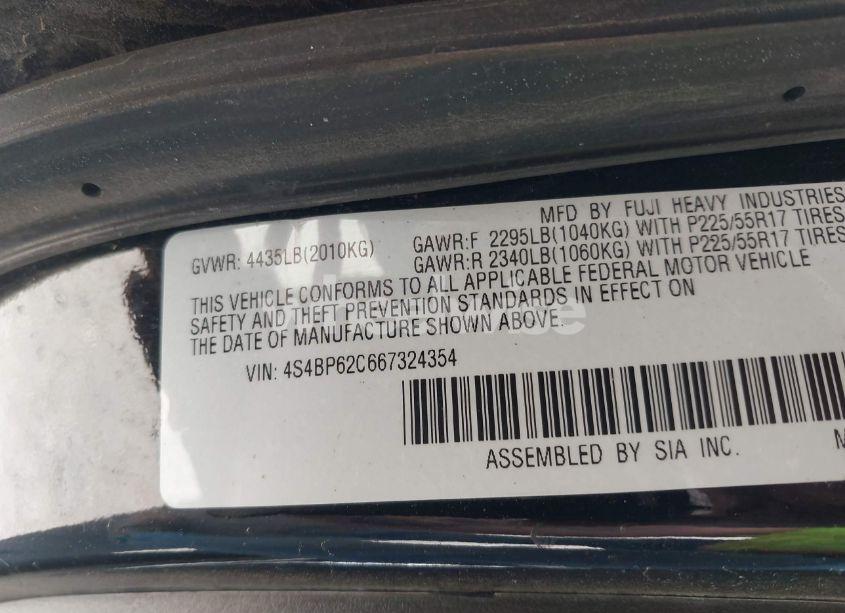 MFD BY FUJI HEAVY INDUSTRIES
GVWR: 4435LB(2010KG) GAWR:F 2295LB(1040KG) WITH P225/55R17 TIRES
GAWR:R 2340LB(1060KG) WITH P225/55R17 TIRES
THIS VEHICLE CONFORMS TO ALL APPLICABLE FEDERAL MOTOR VEHICLE
SAFETY AND THEFT PREVENTION STANDARDS IN EFFECT ON
THE DATE OF MANUFACTURE SHOWN ABOVE.
VIN: 4S4BP62C667324354
ASSEMBLED BY SIA INC. M